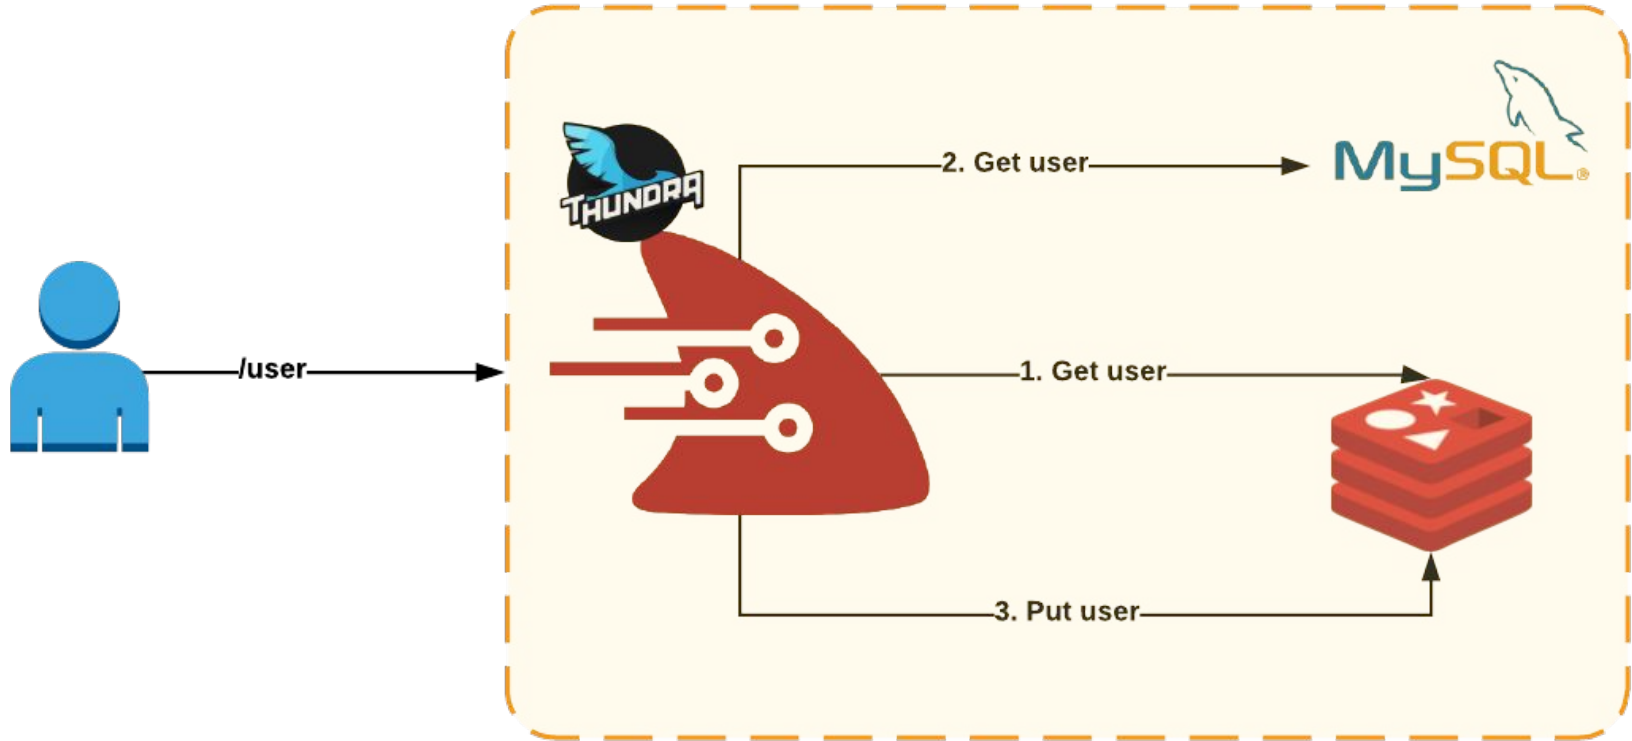 THUNDRA
2. Get user
MySQL®
/user
1. Get user
3. Put user